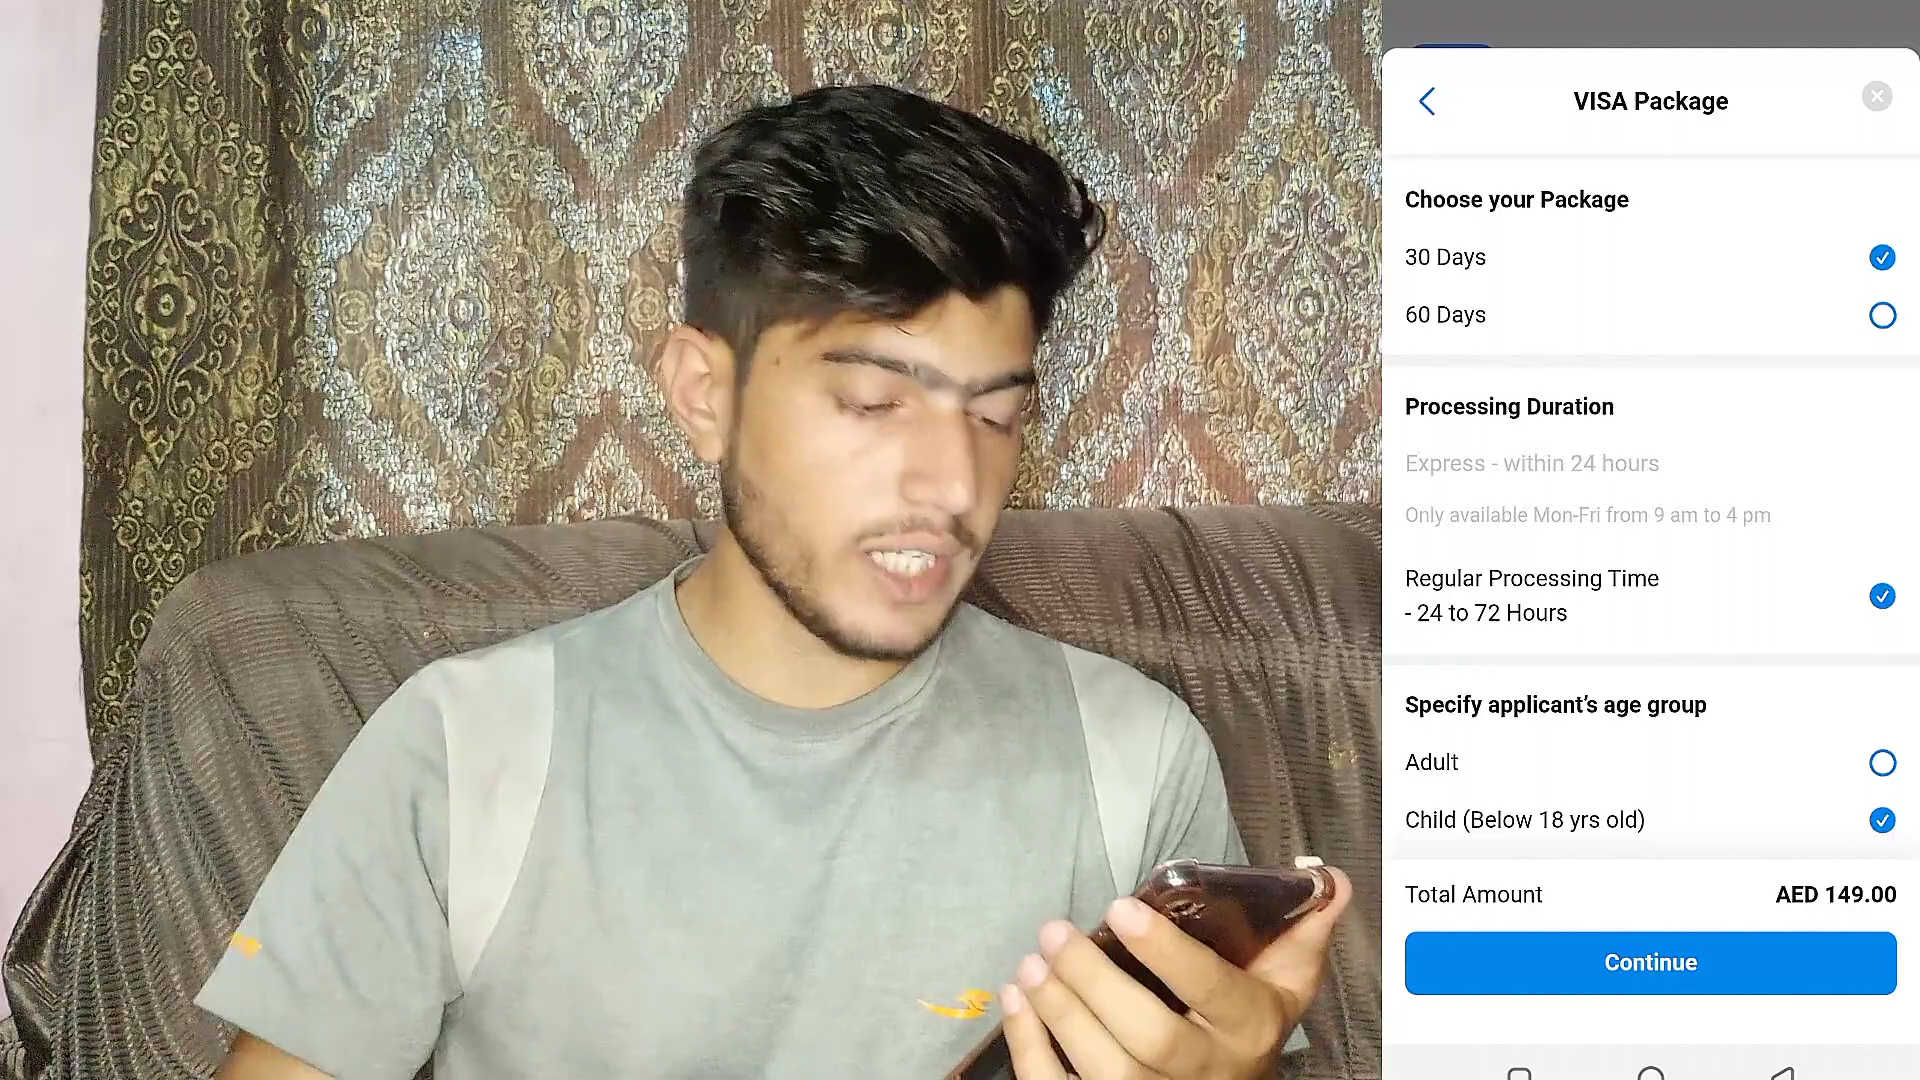 VISA Package
Choose your Package
30 Days
60 Days
Processing Duration
Express - within 24 hours
Only available Mon-Fri from 9 am to 4 pm
Regular Processing Time
- 24 to 72 Hours
Specify applicant’s age group
Adult
Child (Below 18 yrs old)
Total Amount
AED 149.00
Continue